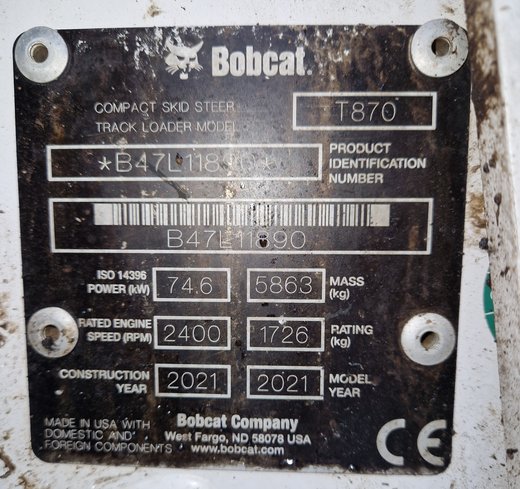 Bobcat.
COMPACT SKID STEER
TRACK LOADER MODEL
T870
*B47L11890*
PRODUCT
IDENTIFICATION
NUMBER
B47L11890
ISO 14396
POWER (kW)
74.6
5863
MASS
(kg)
RATED ENGINE
SPEED (RPM)
2400
1726
RATING
(kg)
CONSTRUCTION
YEAR
2021
2021
MODEL
YEAR
MADE IN USA WITH
DOMESTIC AND
FOREIGN COMPONENTS
Bobcat Company
West Fargo, ND 58078 USA
www.bobcat.com
CE